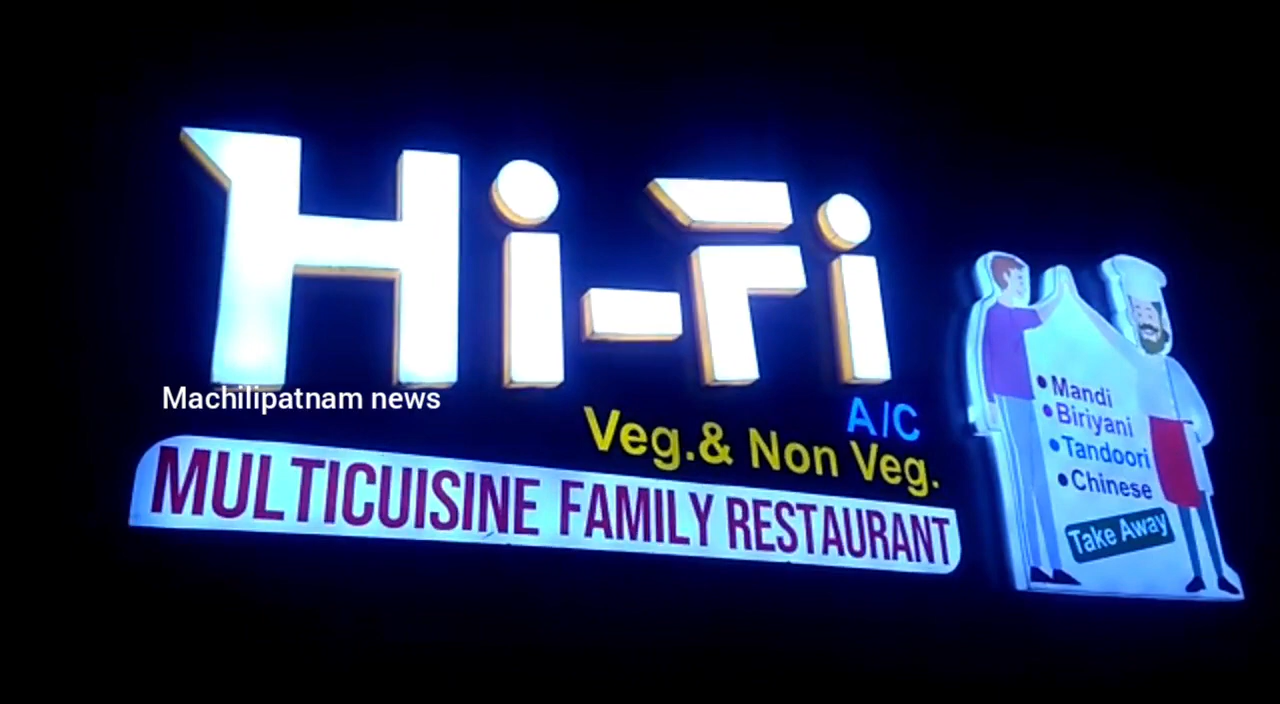 Hi-Fi
Machilipatnam news
A/C
Veg.& Non Veg.
MULTICUISINE FAMILY RESTAURANT
• Mandi
• Biriyani
• Tandoori
• Chinese
Take Away